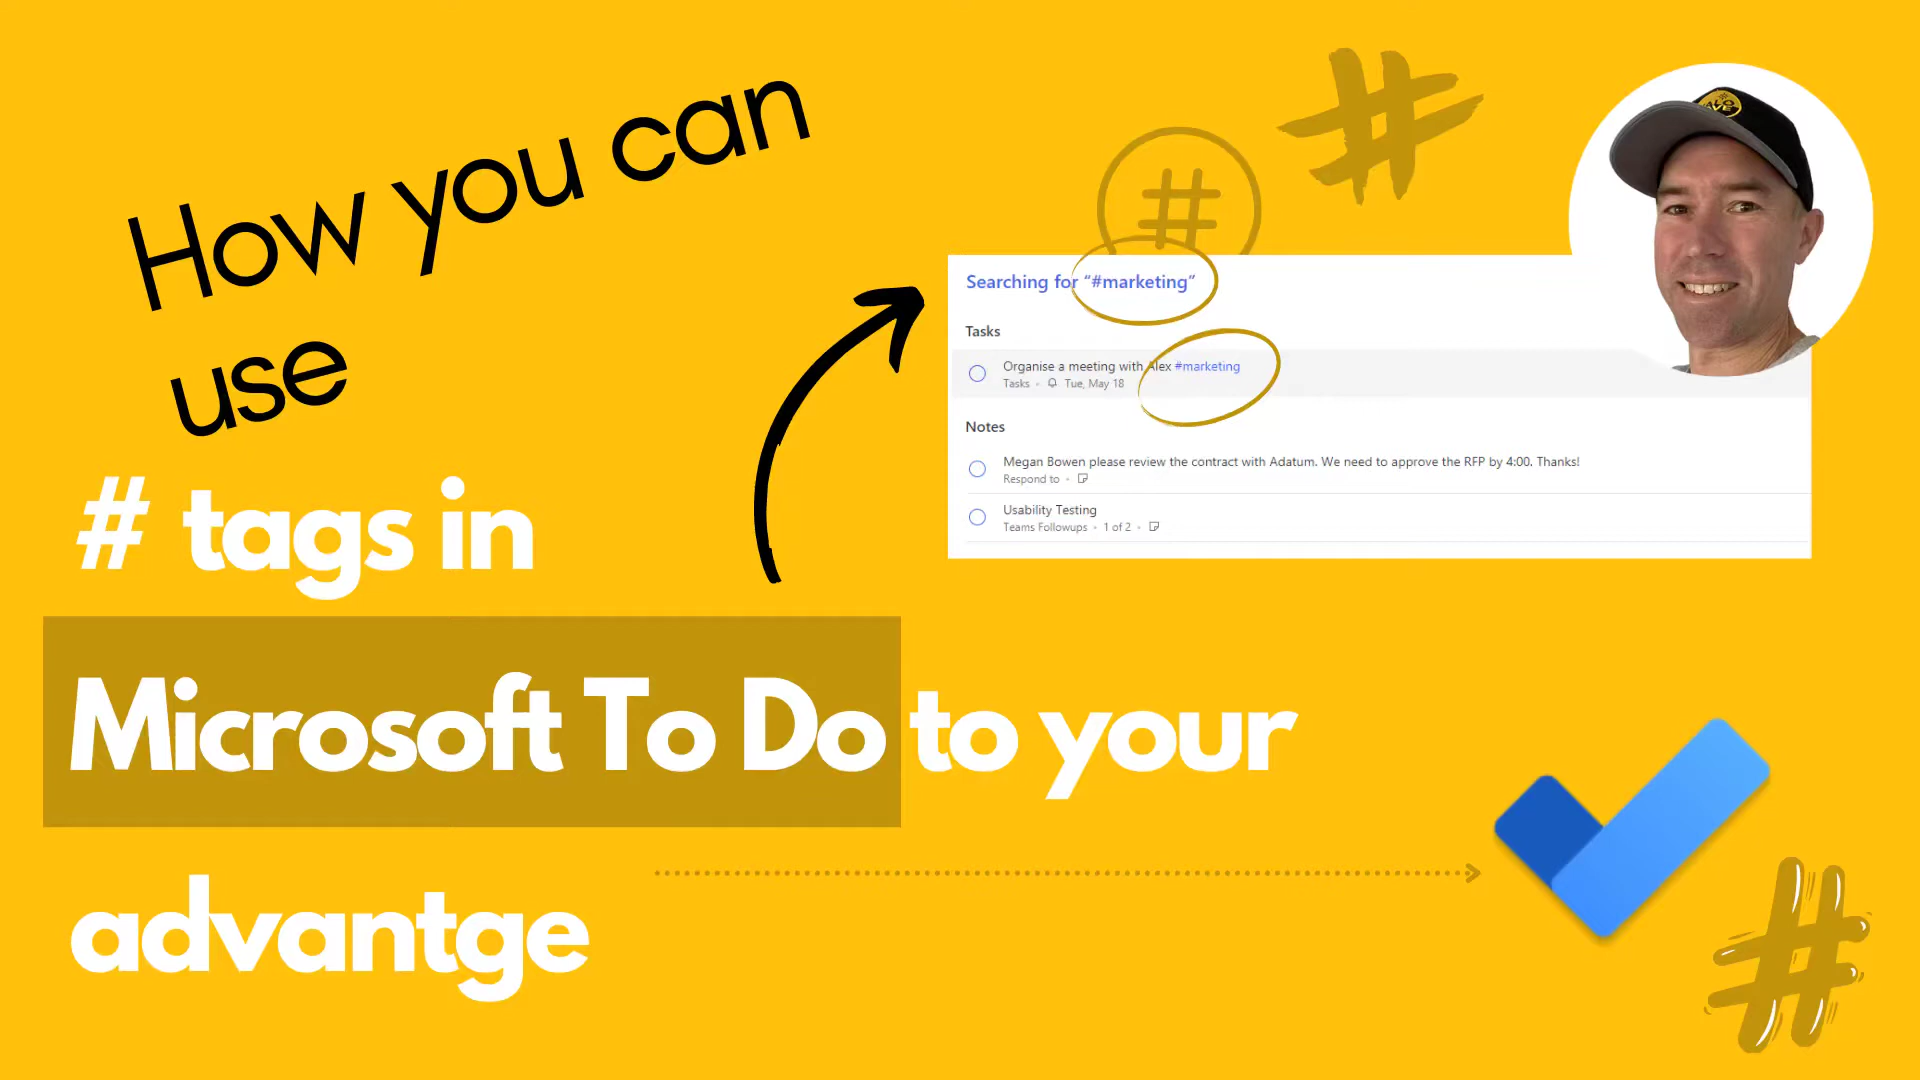 How you can
use
# tags in
Microsoft To Do to your
advantge
#
#
Searching for “#marketing”
Tasks
Organise a meeting with Alex #marketing
Tasks • Tue, May 18
Notes
Megan Bowen please review the contract with Adatum. We need to approve the RFP by 4:00. Thanks!
Respond to •
Usability Testing
Teams Followups • 1 of 2 •
#